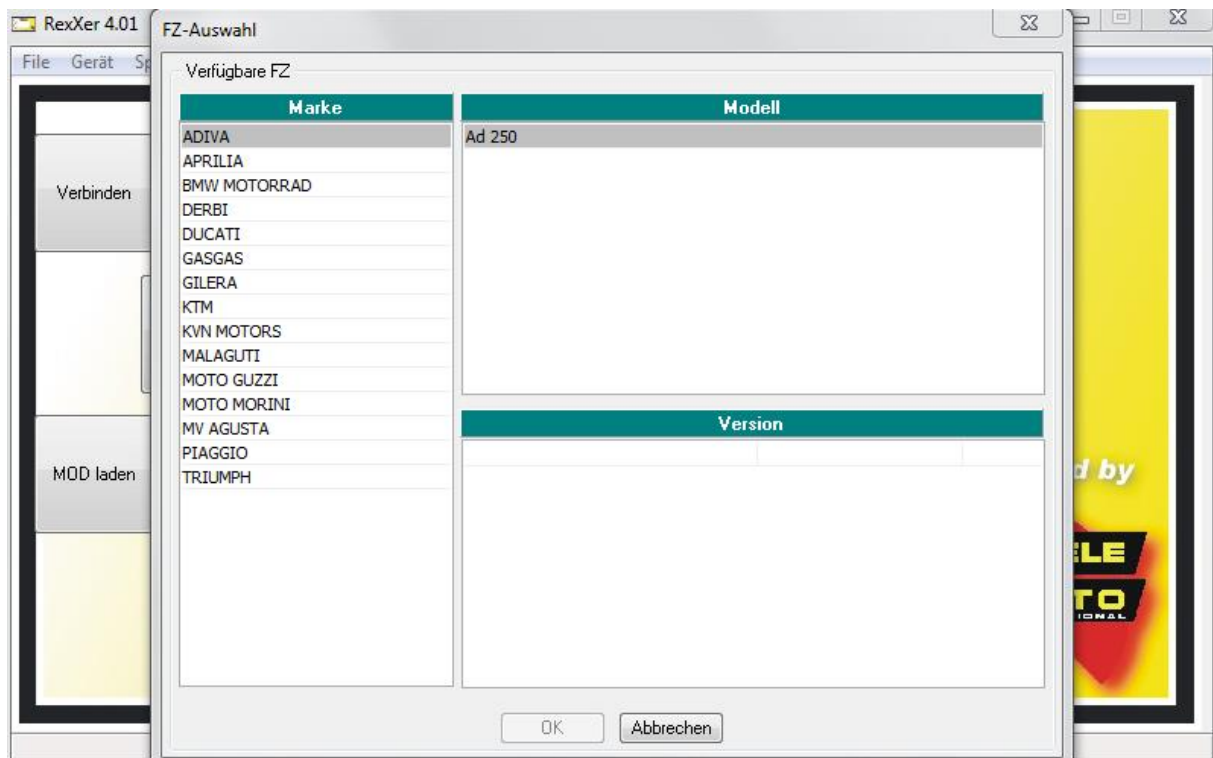 RexXer 4.01
FZ-Auswahl
File Gerät
Verfügbare FZ
Marke
ADIVA
APRILIA
BMW MOTORRAD
DERBI
DUCATI
GASGAS
GILERA
KTM
KVN MOTORS
MALAGUTI
MOTO GUZZI
MOTO MORINI
MV AGUSTA
PIAGGIO
TRIUMPH
Modell
Ad 250
Version
Verbinden
MOD laden
by
OK Abbrechen